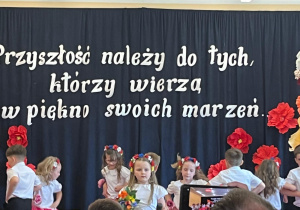 Przyszłość należy do tych,
którzy wierzą
w piękno swoich marzeń.